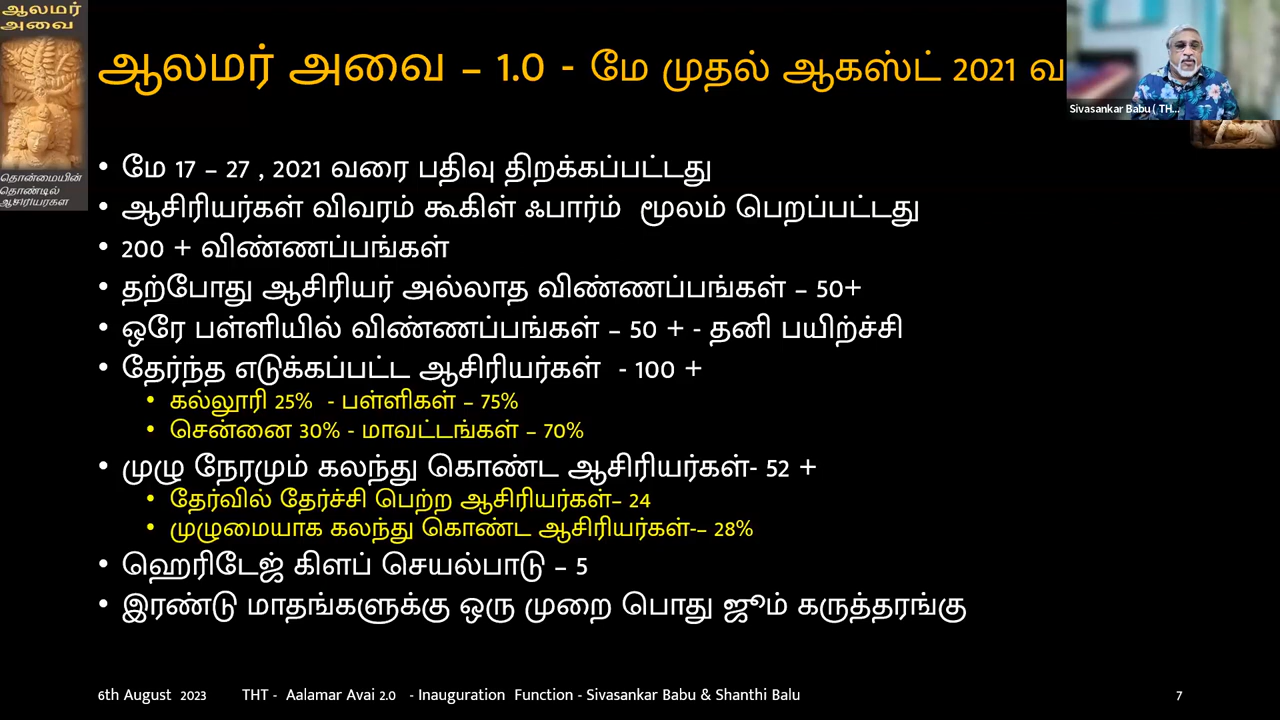 ஆலமர்
அவை
ஆலமர் அவை – 1.0 - மே முதல் ஆகஸ்ட் 2021 வ
Sivasankar Babu ( TH...
• மே 17 – 27 , 2021 வரை பதிவு திறக்கப்பட்டது
• ஆசிரியர்கள் விவரம் கூகிள் ஃபார்ம் மூலம் பெறப்பட்டது
• 200 + விண்ணப்பங்கள்
• தற்போது ஆசிரியர் அல்லாத விண்ணப்பங்கள் – 50+
• ஒரே பள்ளியில் விண்ணப்பங்கள் – 50 + - தனி பயிற்ச்சி
• தேர்ந்த எடுக்கப்பட்ட ஆசிரியர்கள் - 100 +
• கல்லூரி 25% - பள்ளிகள் – 75%
• சென்னை 30% - மாவட்டங்கள் – 70%
• முழு நேரமும் கலந்து கொண்ட ஆசிரியர்கள்- 52 +
• தேர்வில் தேர்ச்சி பெற்ற ஆசிரியர்கள்– 24
• முழுமையாக கலந்து கொண்ட ஆசிரியர்கள்-– 28%
• ஹெரிடேஜ் கிளப் செயல்பாடு – 5
• இரண்டு மாதங்களுக்கு ஒரு முறை பொது ஜூம் கருத்தரங்கு
தொன்மையின்
தொண்டில்
6th August 2023 THT - Aalamar Avai 2.0 - Inauguration Function - Sivasankar Babu & Shanthi Balu 7